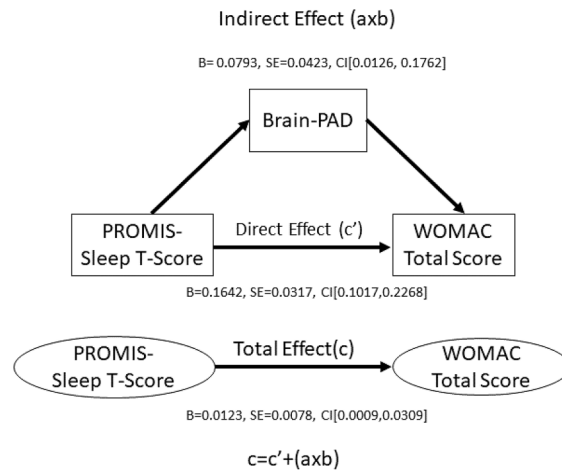 Indirect Effect (axb)
B= 0.0793, SE=0.0423, CI[0.0126, 0.1762]
Brain-PAD
PROMIS-
Sleep T-Score
Direct Effect (c’)
WOMAC
Total Score
B=0.1642, SE=0.0317, CI[0.1017,0.2268]
PROMIS-
Sleep T-Score
Total Effect(c)
WOMAC
Total Score
B=0.0123, SE=0.0078, CI[0.0009,0.0309]
c=c’+(axb)